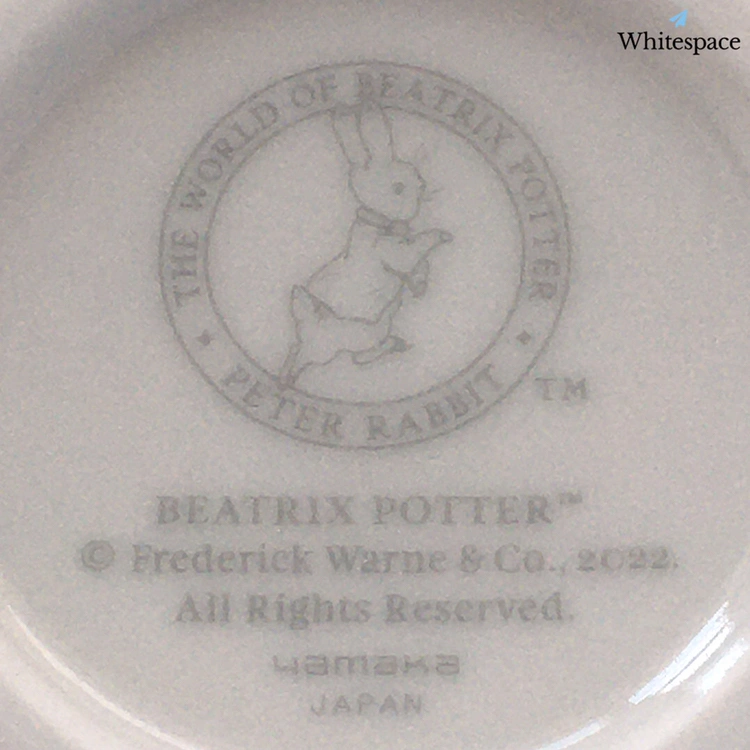 Whitespace
THE WORLD OF BEATRIX POTTER
PETER RABBIT
TM
BEATRIX POTTER™
© Frederick Warne & Co., 2022.
All Rights Reserved.
yamaka
JAPAN